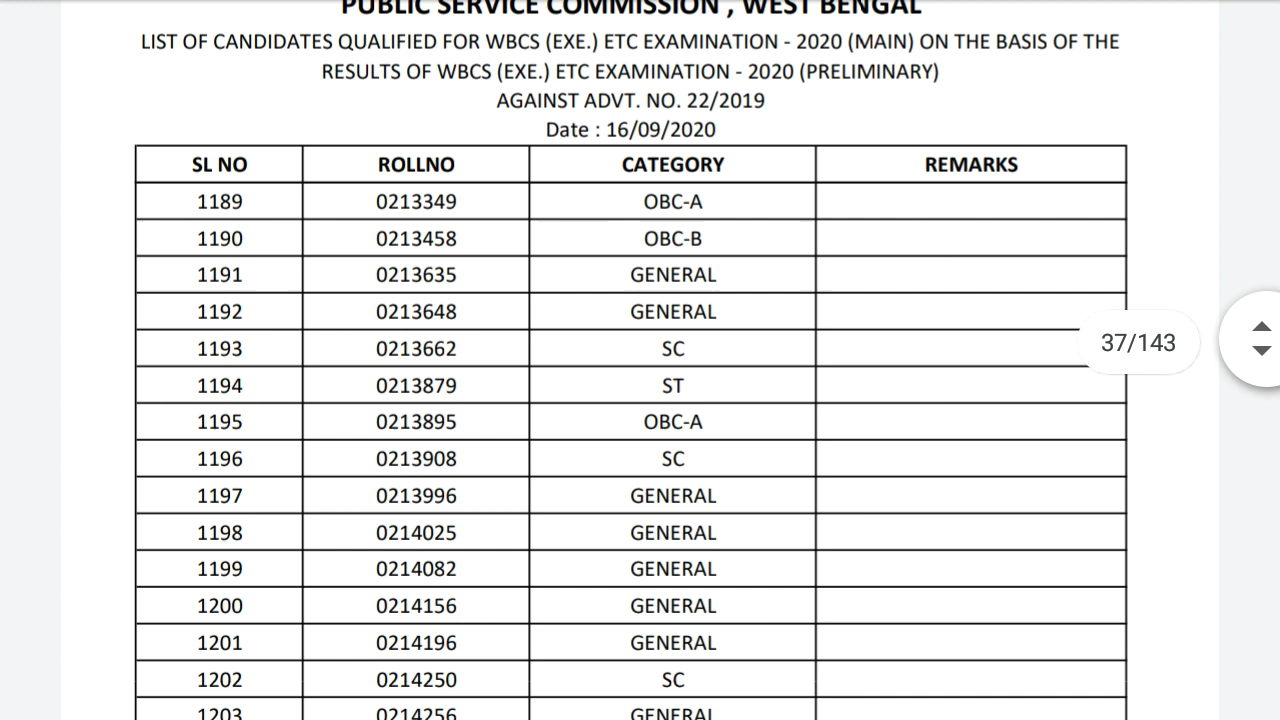 PUBLIC SERVICE COMMISSION , WEST BENGAL
LIST OF CANDIDATES QUALIFIED FOR WBCS (EXE.) ETC EXAMINATION - 2020 (MAIN) ON THE BASIS OF THE
RESULTS OF WBCS (EXE.) ETC EXAMINATION - 2020 (PRELIMINARY)
AGAINST ADVT. NO. 22/2019
Date : 16/09/2020
SL NO ROLLNO CATEGORY REMARKS
1189 0213349 OBC-A
1190 0213458 OBC-B
1191 0213635 GENERAL
1192 0213648 GENERAL
37/143
1193 0213662 SC
1194 0213879 ST
1195 0213895 OBC-A
1196 0213908 SC
1197 0213996 GENERAL
1198 0214025 GENERAL
1199 0214082 GENERAL
1200 0214156 GENERAL
1201 0214196 GENERAL
1202 0214250 SC
1203 0214256 GENERAL